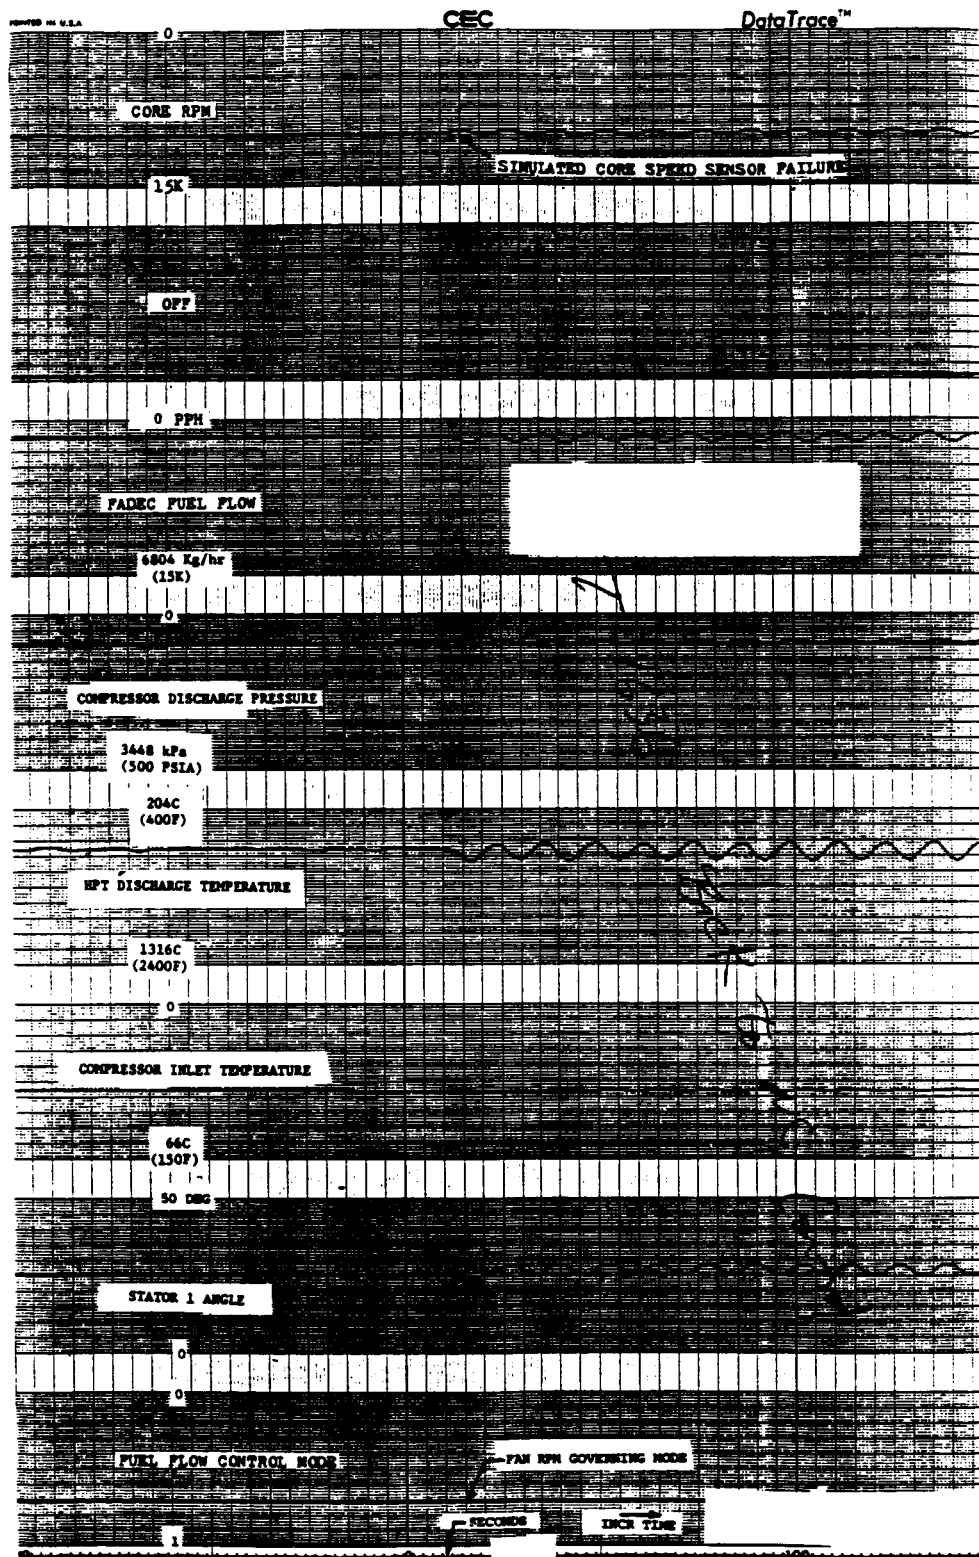 PRINTED IN U.S.A
CEC
DataTrace™
0
CORE RPM
SIMULATED CORE SPEED SENSOR FAILURE
15K
OFF
0 PPH
FADEC FUEL FLOW
6804 Kg/hr
(15K)
0
COMPRESSOR DISCHARGE PRESSURE
3448 kPa
(500 PSIA)
204C
(400F)
HPT DISCHARGE TEMPERATURE
1316C
(2400F)
0
COMPRESSOR INLET TEMPERATURE
66C
(150F)
50 DEG
STATOR 1 ANGLE
0
0
FUEL FLOW CONTROL MODE
FAN RPM GOVERNING MODE
SECONDS
INCR TIME
1